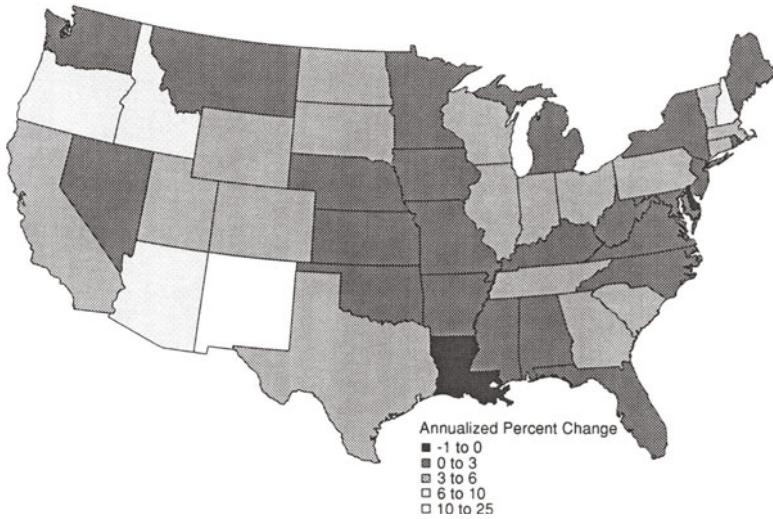 Annualized Percent Change
-1 to 0
0 to 3
3 to 6
6 to 10
10 to 25